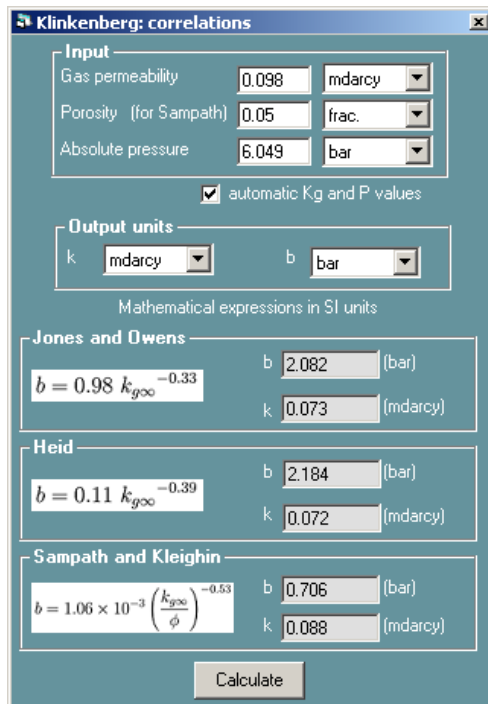 Klinkenberg: correlations
Input
Gas permeability 0.098 mdarcy
Porosity (for Sampath) 0.05 frac.
Absolute pressure 6.049 bar
automatic Kg and P values
Output units
k mdarcy b bar
Mathematical expressions in SI units
Jones and Owens
b = 0.98 k_{g∞}^{-0.33}
b 2.082 (bar)
k 0.073 (mdarcy)
Heid
b = 0.11 k_{g∞}^{-0.39}
b 2.184 (bar)
k 0.072 (mdarcy)
Sampath and Kleighin
b = 1.06 × 10^{-3} (k_{g∞}/ϕ)^{-0.53}
b 0.706 (bar)
k 0.088 (mdarcy)
Calculate